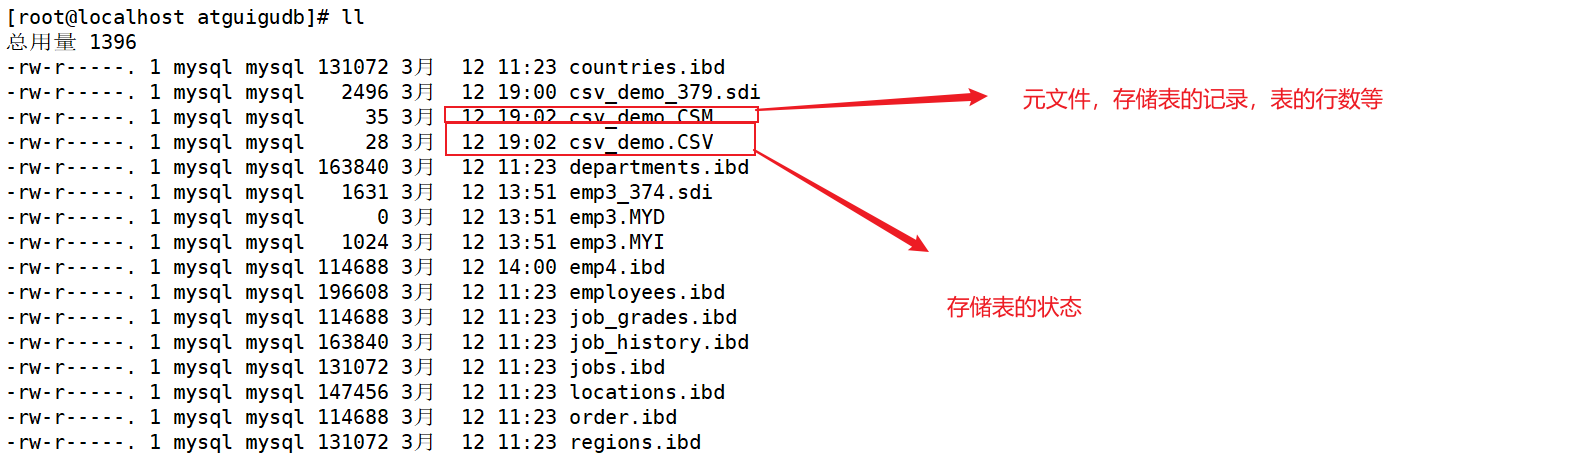 [root@localhost atguigudb]# ll
总用量 1396
-rw-r-----. 1 mysql mysql 131072 3月  12 11:23 countries.ibd
-rw-r-----. 1 mysql mysql   2496 3月  12 19:00 csv_demo_379.sdi
-rw-r-----. 1 mysql mysql     35 3月  12 19:02 csv_demo.CSM
元文件，存储表的记录，表的行数等
-rw-r-----. 1 mysql mysql     28 3月  12 19:02 csv_demo.CSV
-rw-r-----. 1 mysql mysql 163840 3月  12 11:23 departments.ibd
-rw-r-----. 1 mysql mysql   1631 3月  12 13:51 emp3_374.sdi
-rw-r-----. 1 mysql mysql      0 3月  12 13:51 emp3.MYD
-rw-r-----. 1 mysql mysql   1024 3月  12 13:51 emp3.MYI
-rw-r-----. 1 mysql mysql 114688 3月  12 14:00 emp4.ibd
-rw-r-----. 1 mysql mysql 196608 3月  12 11:23 employees.ibd
存储表的状态
-rw-r-----. 1 mysql mysql 114688 3月  12 11:23 job_grades.ibd
-rw-r-----. 1 mysql mysql 163840 3月  12 11:23 job_history.ibd
-rw-r-----. 1 mysql mysql 131072 3月  12 11:23 jobs.ibd
-rw-r-----. 1 mysql mysql 147456 3月  12 11:23 locations.ibd
-rw-r-----. 1 mysql mysql 114688 3月  12 11:23 order.ibd
-rw-r-----. 1 mysql mysql 131072 3月  12 11:23 regions.ibd